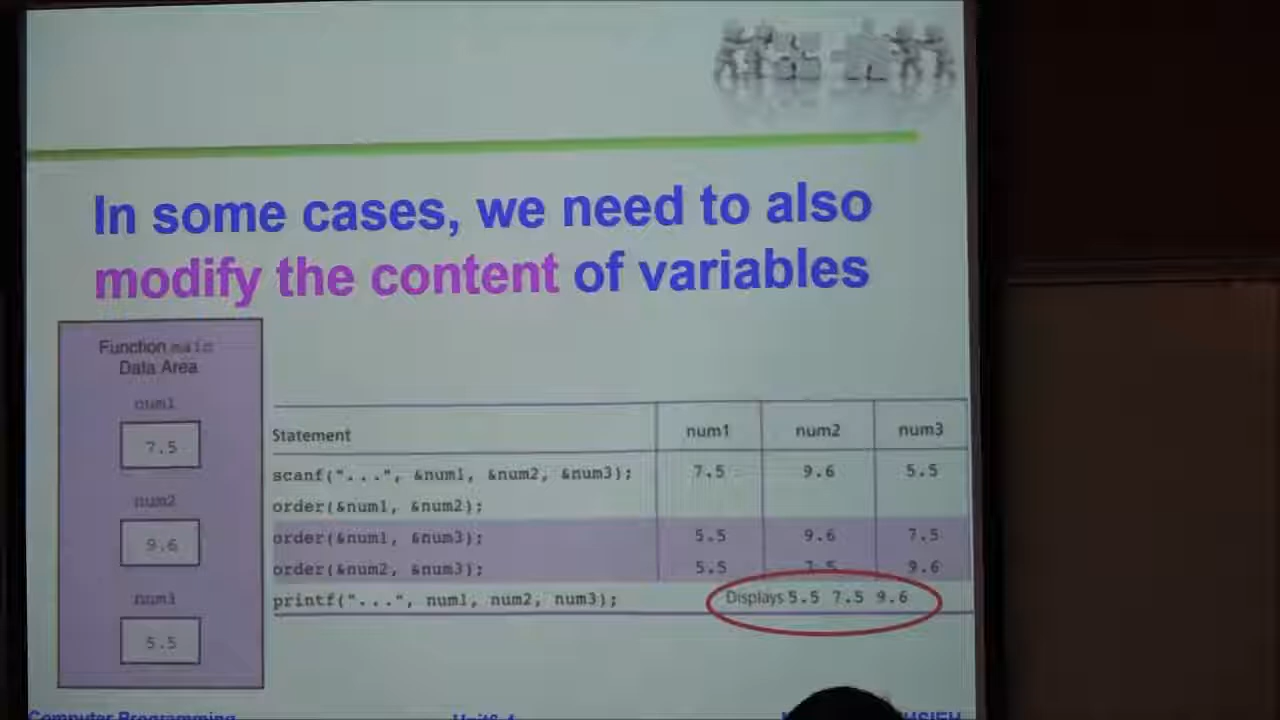 In some cases, we need to also
modify the content of variables
Function main
Data Area
num1
7.5
num2
9.6
num3
5.5
Statement num1 num2 num3
scanf("...", &num1, &num2, &num3); 7.5 9.6 5.5
order(&num1, &num2);
order(&num1, &num3); 5.5 9.6 7.5
order(&num2, &num3); 5.5 7.5 9.6
printf("...", num1, num2, num3); Displays 5.5 7.5 9.6
Computer Programming HSIEH